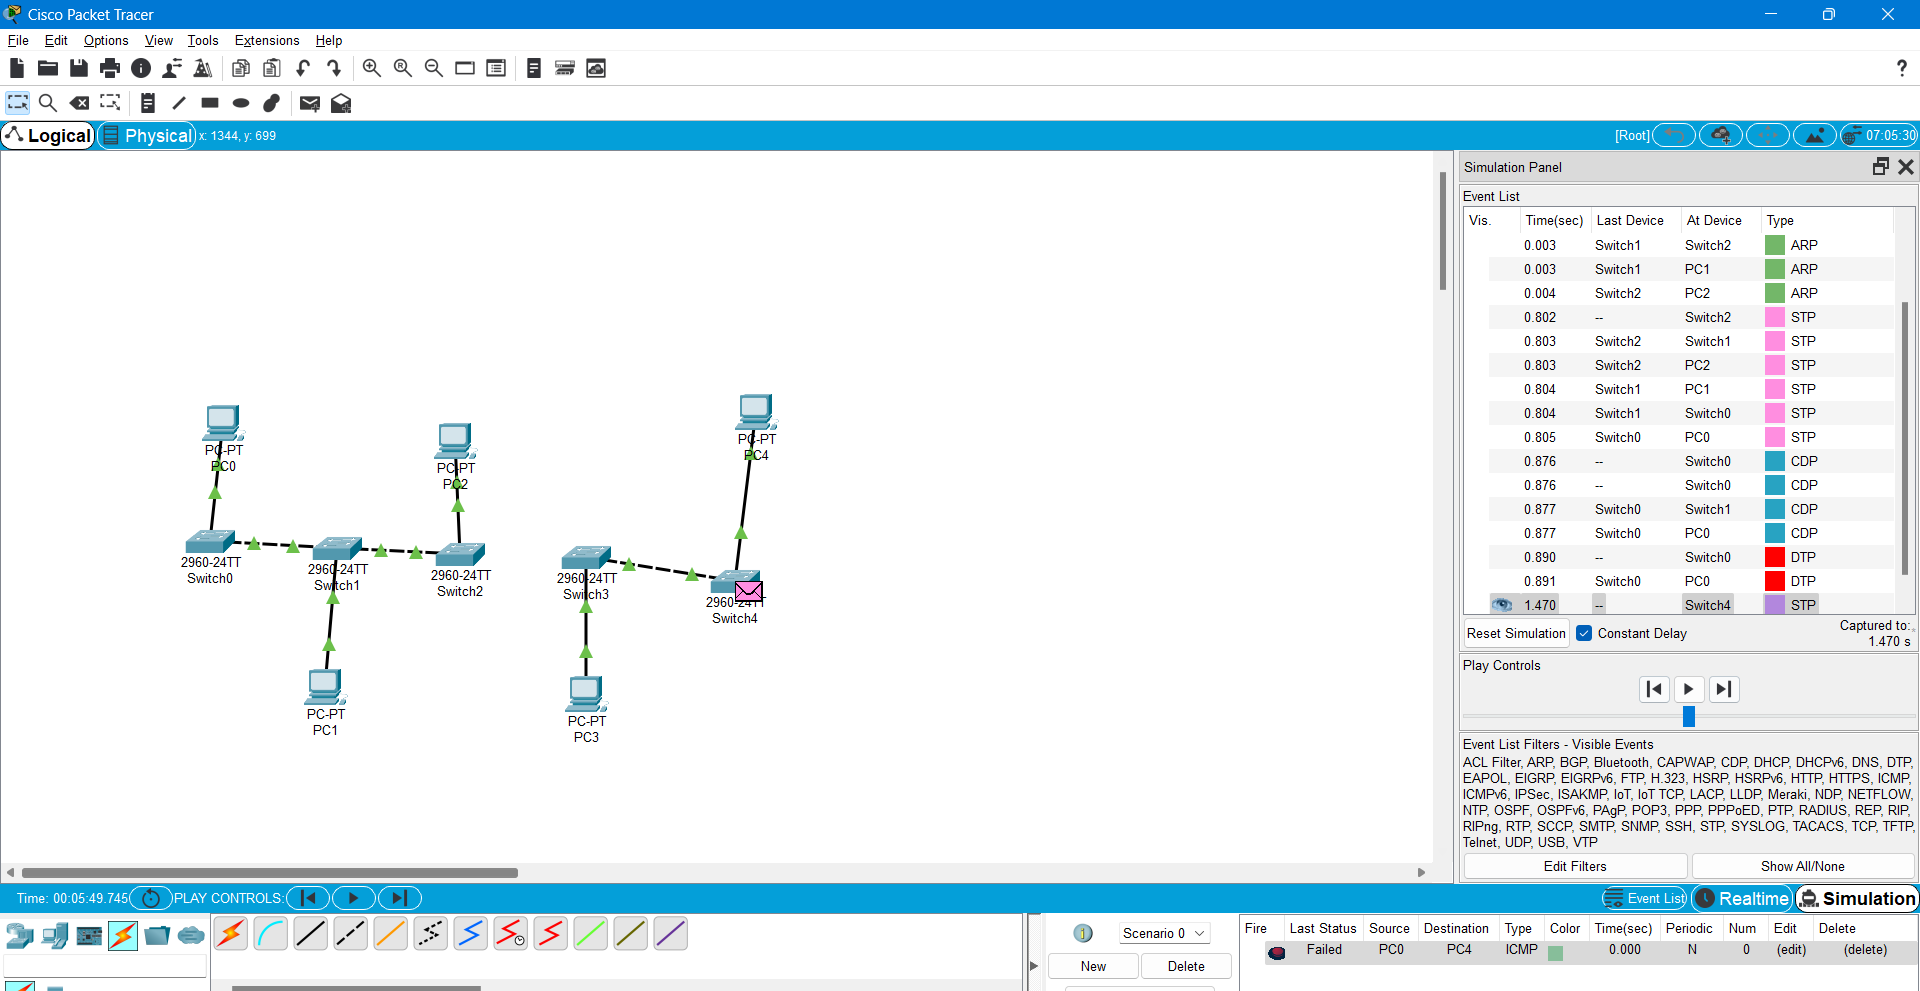 Cisco Packet Tracer
File Edit Options View Tools Extensions Help
Logical Physical x: 1344, y: 699 [Root] 07:05:30
PC-PT
PC0
PC-PT
PC2
PC-PT
PC4
2960-24TT
Switch0
2960-24TT
Switch1
2960-24TT
Switch2
2960-24TT
Switch3
2960-24TT
Switch4
PC-PT
PC1
PC-PT
PC3
Simulation Panel
Event List
Vis. Time(sec) Last Device At Device Type
0.003 Switch1 Switch2 ARP
0.003 Switch1 PC1 ARP
0.004 Switch2 PC2 ARP
0.802 -- Switch2 STP
0.803 Switch2 Switch1 STP
0.803 Switch2 PC2 STP
0.804 Switch1 PC1 STP
0.804 Switch1 Switch0 STP
0.805 Switch0 PC0 STP
0.876 -- Switch0 CDP
0.876 -- Switch0 CDP
0.877 Switch0 Switch1 CDP
0.877 Switch0 PC0 CDP
0.890 -- Switch0 DTP
0.891 Switch0 PC0 DTP
1.470 -- Switch4 STP
Reset Simulation Constant Delay Captured to:
1.470 s
Play Controls
Event List Filters - Visible Events
ACL Filter, ARP, BGP, Bluetooth, CAPWAP, CDP, DHCP, DHCPv6, DNS, DTP,
EAPOL, EIGRP, EIGRPv6, FTP, H.323, HSRP, HSRPv6, HTTP, HTTPS, ICMP,
ICMPv6, IPSec, ISAKMP, IoT, IoT TCP, LACP, LLDP, Meraki, NDP, NETFLOW,
NTP, OSPF, OSPFv6, PAgP, POP3, PPP, PPPoED, PTP, RADIUS, REP, RIP,
RIPng, RTP, SCCP, SMTP, SNMP, SSH, STP, SYSLOG, TACACS, TCP, TFTP,
Telnet, UDP, USB, VTP
Edit Filters Show All/None
Time: 00:05:49.745 PLAY CONTROLS: Event List Realtime Simulation
Scenario 0
New Delete
Fire Last Status Source Destination Type Color Time(sec) Periodic Num Edit Delete
Failed PC0 PC4 ICMP 0.000 N 0 (edit) (delete)